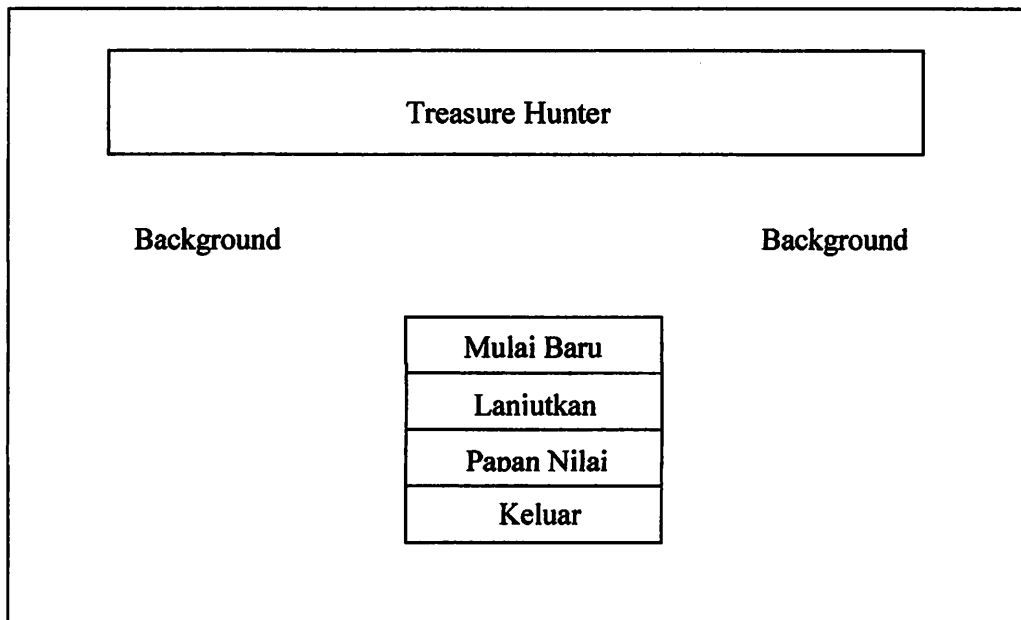 Treasure Hunter
Background Background
Mulai Baru
Lanjutkan
Papan Nilai
Keluar